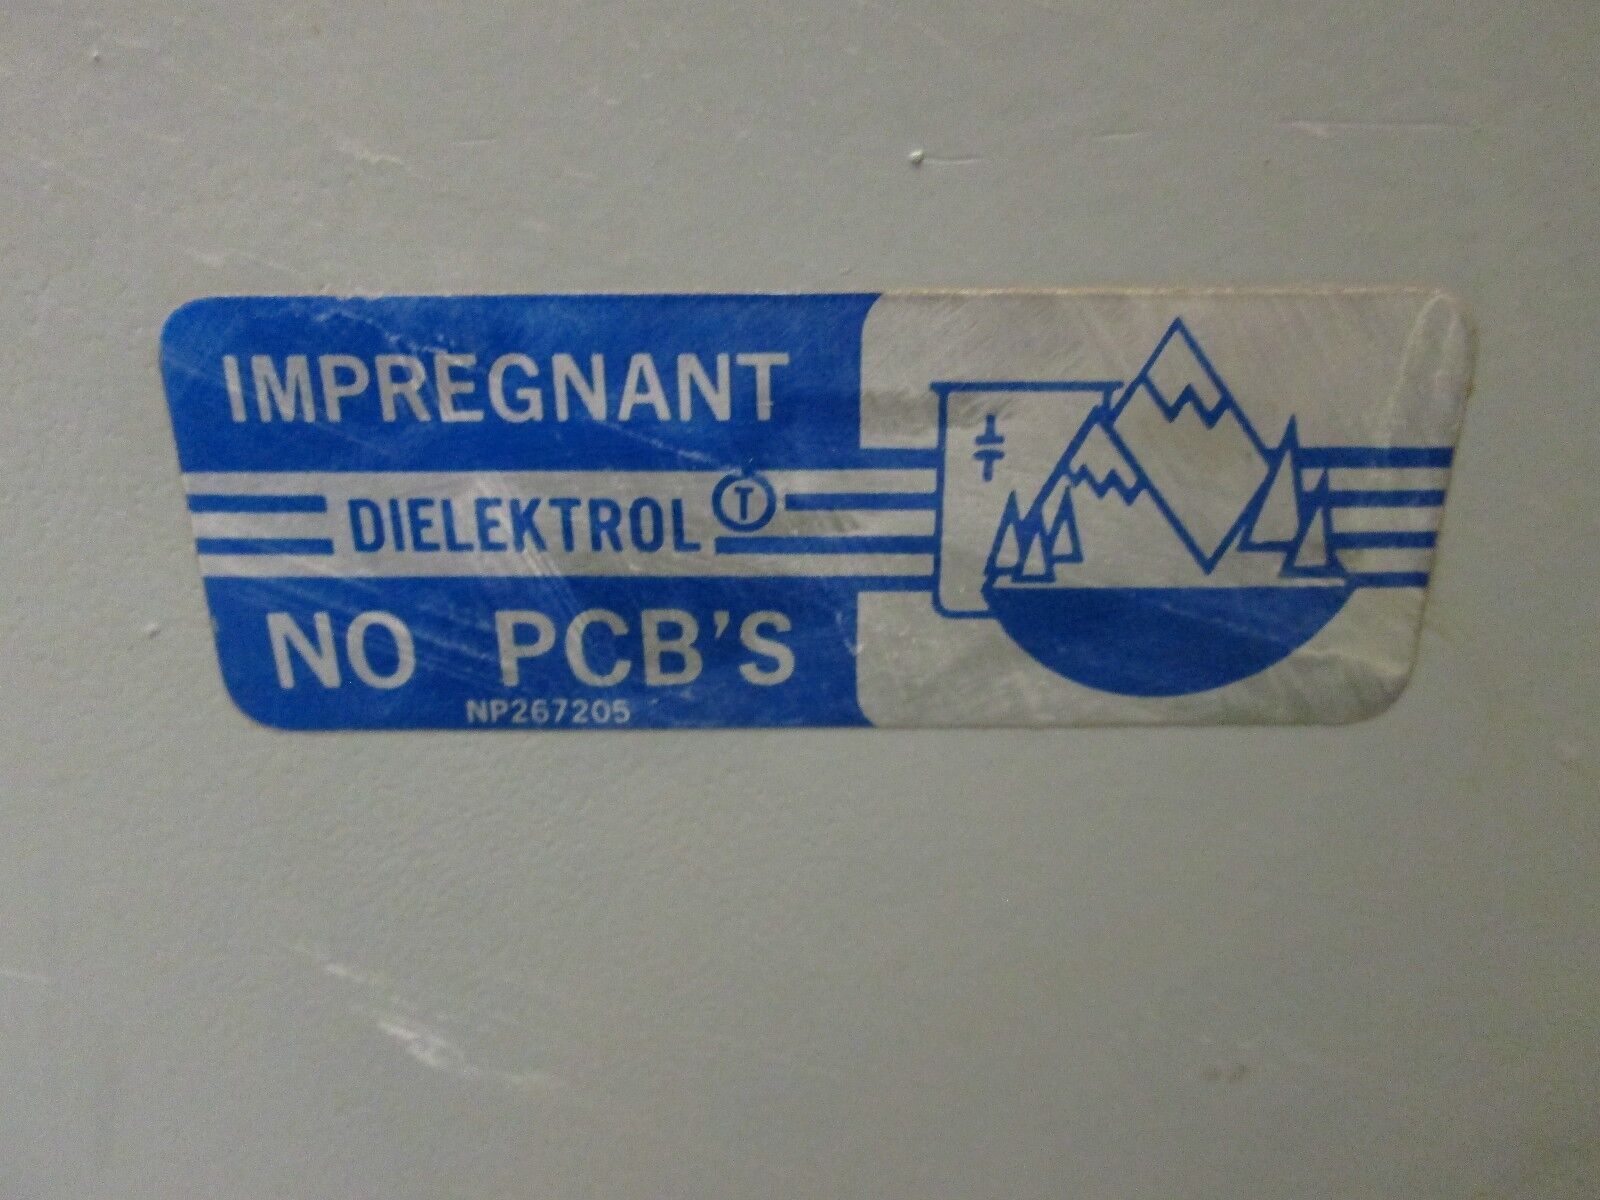 IMPREGNANT
DIELEKTROL Ⓣ
NO PCB'S
NP267205